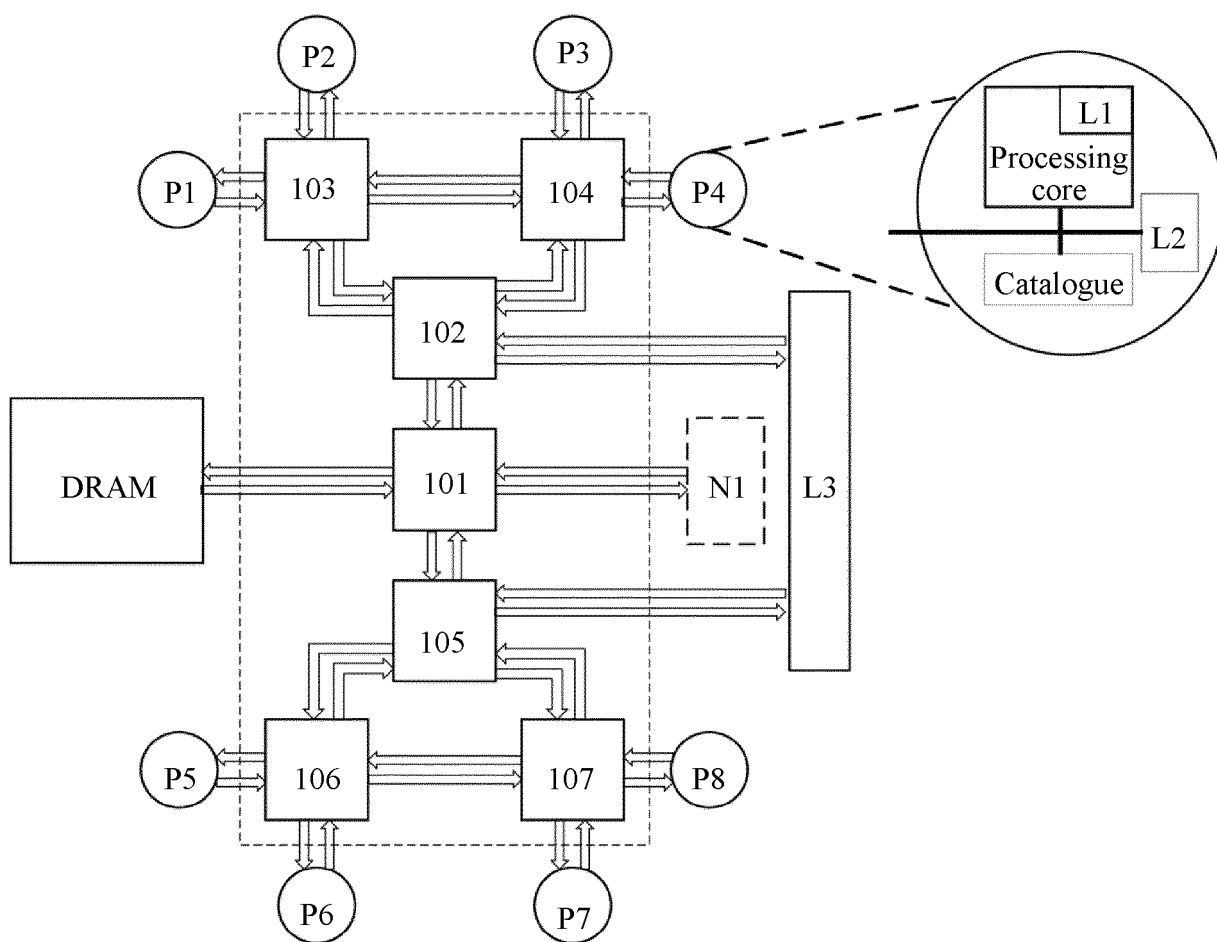 P2
P3
L1
Processing
core
P1
103
104
P4
L2
Catalogue
102
DRAM
101
N1
L3
105
P5
106
107
P8
P6
P7